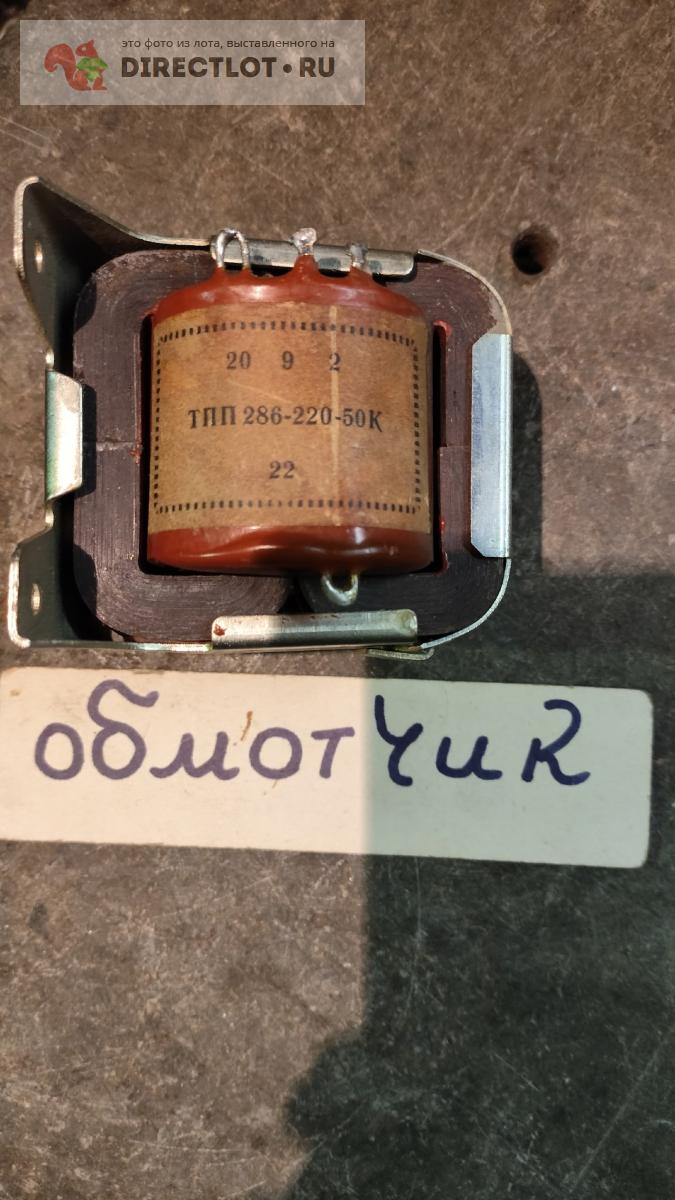 это фото из лота, выставленного на
DIRECTLOT•RU
20 9 2
ТПП 286-220-50К
22
обмотчик